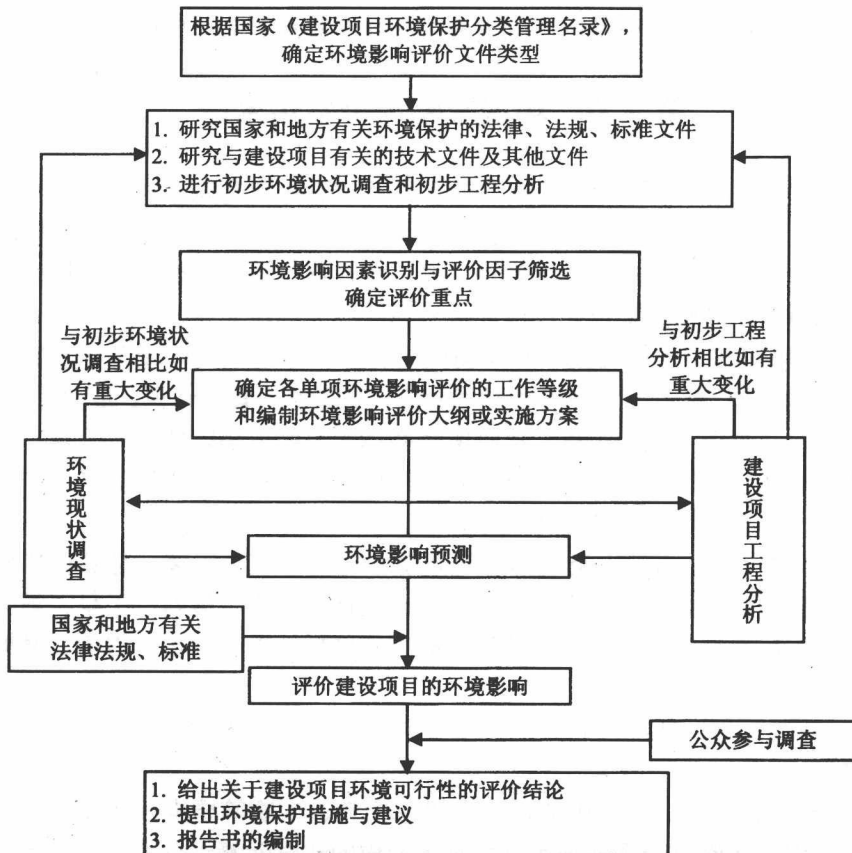 根据国家《建设项目环境保护分类管理名录》，
确定环境影响评价文件类型
1. 研究国家和地方有关环境保护的法律、法规、标准文件
2. 研究与建设项目有关的技术文件及其他文件
3. 进行初步环境状况调查和初步工程分析
环境影响因素识别与评价因子筛选
确定评价重点
与初步环境状
况调查相比如
有重大变化
与初步工程
分析相比如有
重大变化
确定各单项环境影响评价的工作等级
和编制环境影响评价大纲或实施方案
环境现状调查
建设项目工程分析
环境影响预测
国家和地方有关
法律法规、标准
评价建设项目的环境影响
公众参与调查
1. 给出关于建设项目环境可行性的评价结论
2. 提出环境保护措施与建议
3. 报告书的编制